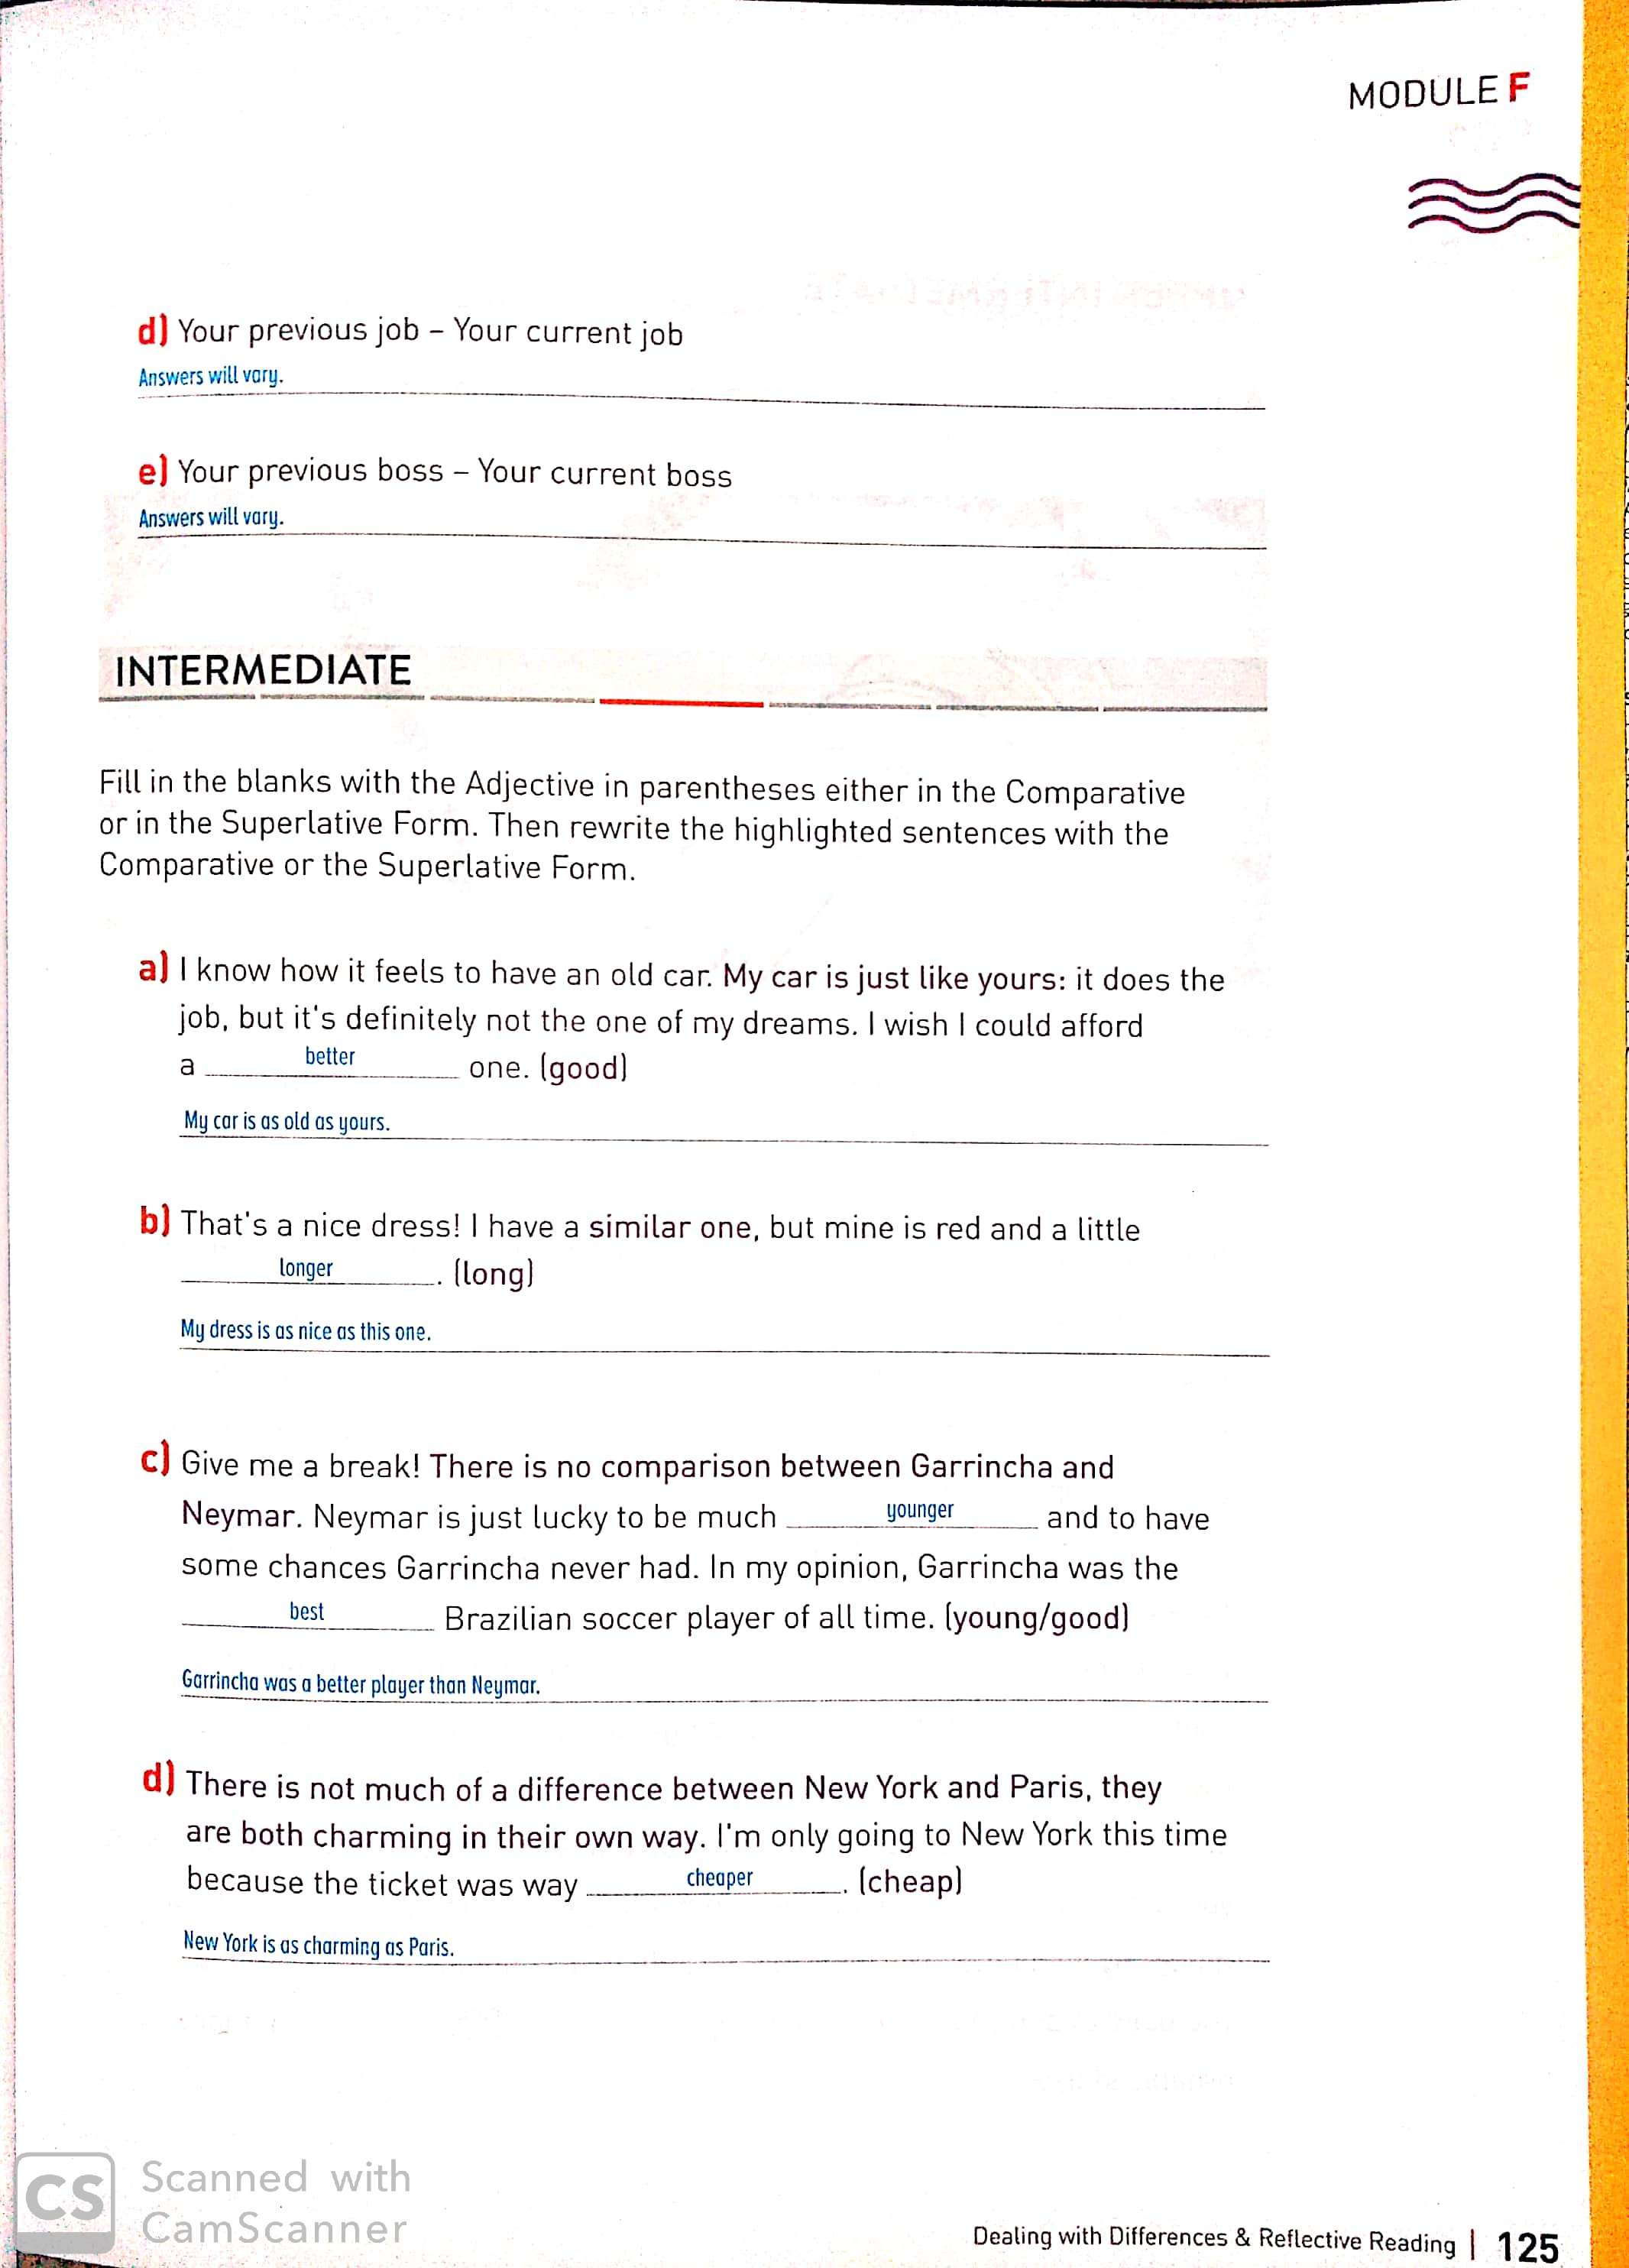 MODULE F
d) Your previous job – Your current job
Answers will vary.
e) Your previous boss – Your current boss
Answers will vary.
INTERMEDIATE
Fill in the blanks with the Adjective in parentheses either in the Comparative
or in the Superlative Form. Then rewrite the highlighted sentences with the
Comparative or the Superlative Form.
a) I know how it feels to have an old car. My car is just like yours: it does the
job, but it's definitely not the one of my dreams. I wish I could afford
a better one. (good)
My car is as old as yours.
b) That's a nice dress! I have a similar one, but mine is red and a little
longer. (long)
My dress is as nice as this one.
c) Give me a break! There is no comparison between Garrincha and
Neymar. Neymar is just lucky to be much younger and to have
some chances Garrincha never had. In my opinion, Garrincha was the
best Brazilian soccer player of all time. (young/good)
Garrincha was a better player than Neymar.
d) There is not much of a difference between New York and Paris, they
are both charming in their own way. I'm only going to New York this time
because the ticket was way cheaper. (cheap)
New York is as charming as Paris.
CS Scanned with
CamScanner
Dealing with Differences & Reflective Reading | 125